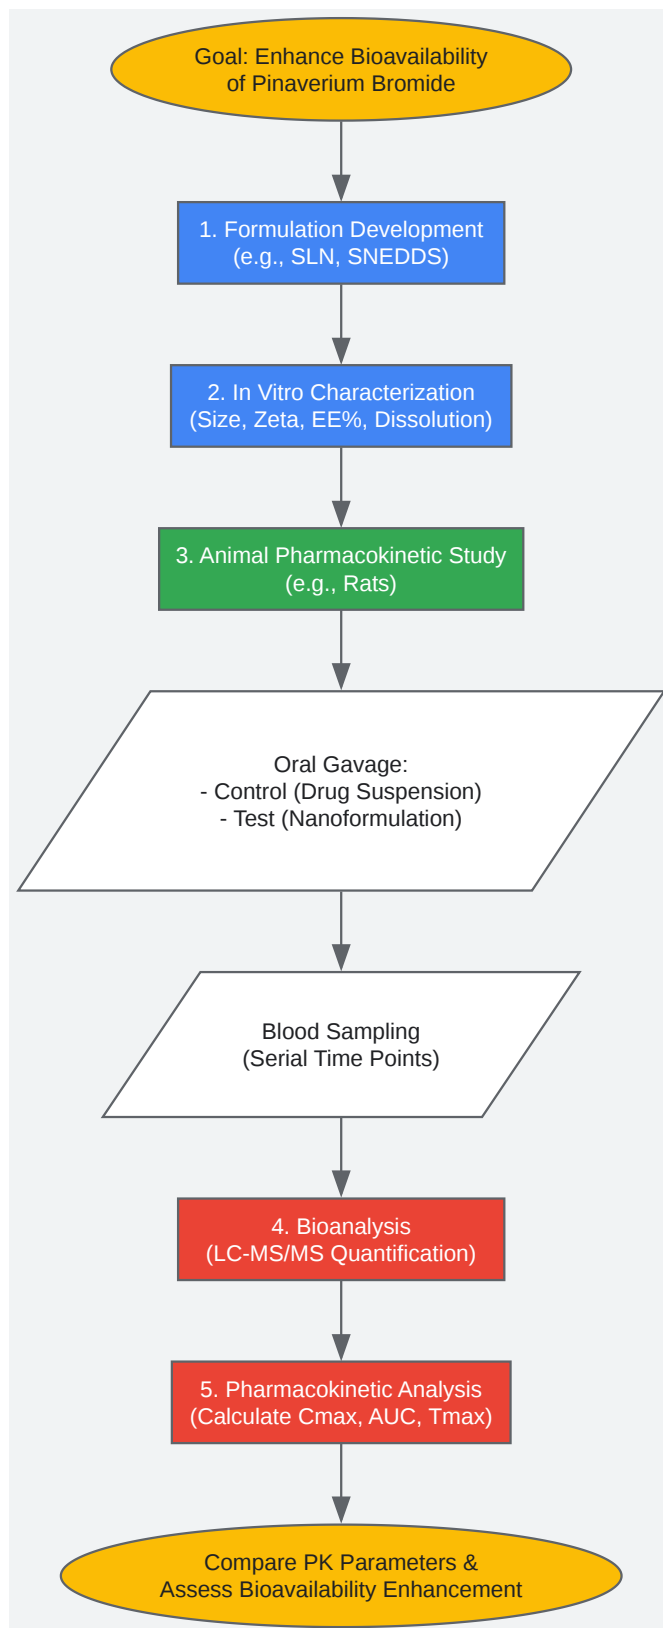 Goal: Enhance Bioavailability
of Pinaverium Bromide
1. Formulation Development
(e.g., SLN, SNEDDS)
2. In Vitro Characterization
(Size, Zeta, EE%, Dissolution)
3. Animal Pharmacokinetic Study
(e.g., Rats)
Oral Gavage:
- Control (Drug Suspension)
- Test (Nanoformulation)
Blood Sampling
(Serial Time Points)
4. Bioanalysis
(LC-MS/MS Quantification)
5. Pharmacokinetic Analysis
(Calculate Cmax, AUC, Tmax)
Compare PK Parameters &
Assess Bioavailability Enhancement